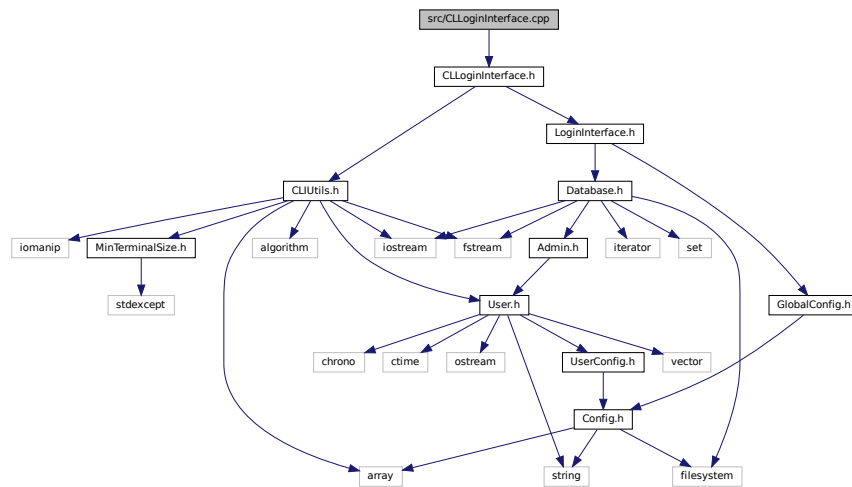 src/CLLoginInterface.cpp
CLLoginInterface.h
LoginInterface.h
CLIUtils.h
Database.h
iomanip
MinTerminalSize.h
algorithm
iostream
fstream
Admin.h
iterator
set
stdexcept
User.h
GlobalConfig.h
chrono
ctime
ostream
UserConfig.h
vector
Config.h
array
string
filesystem